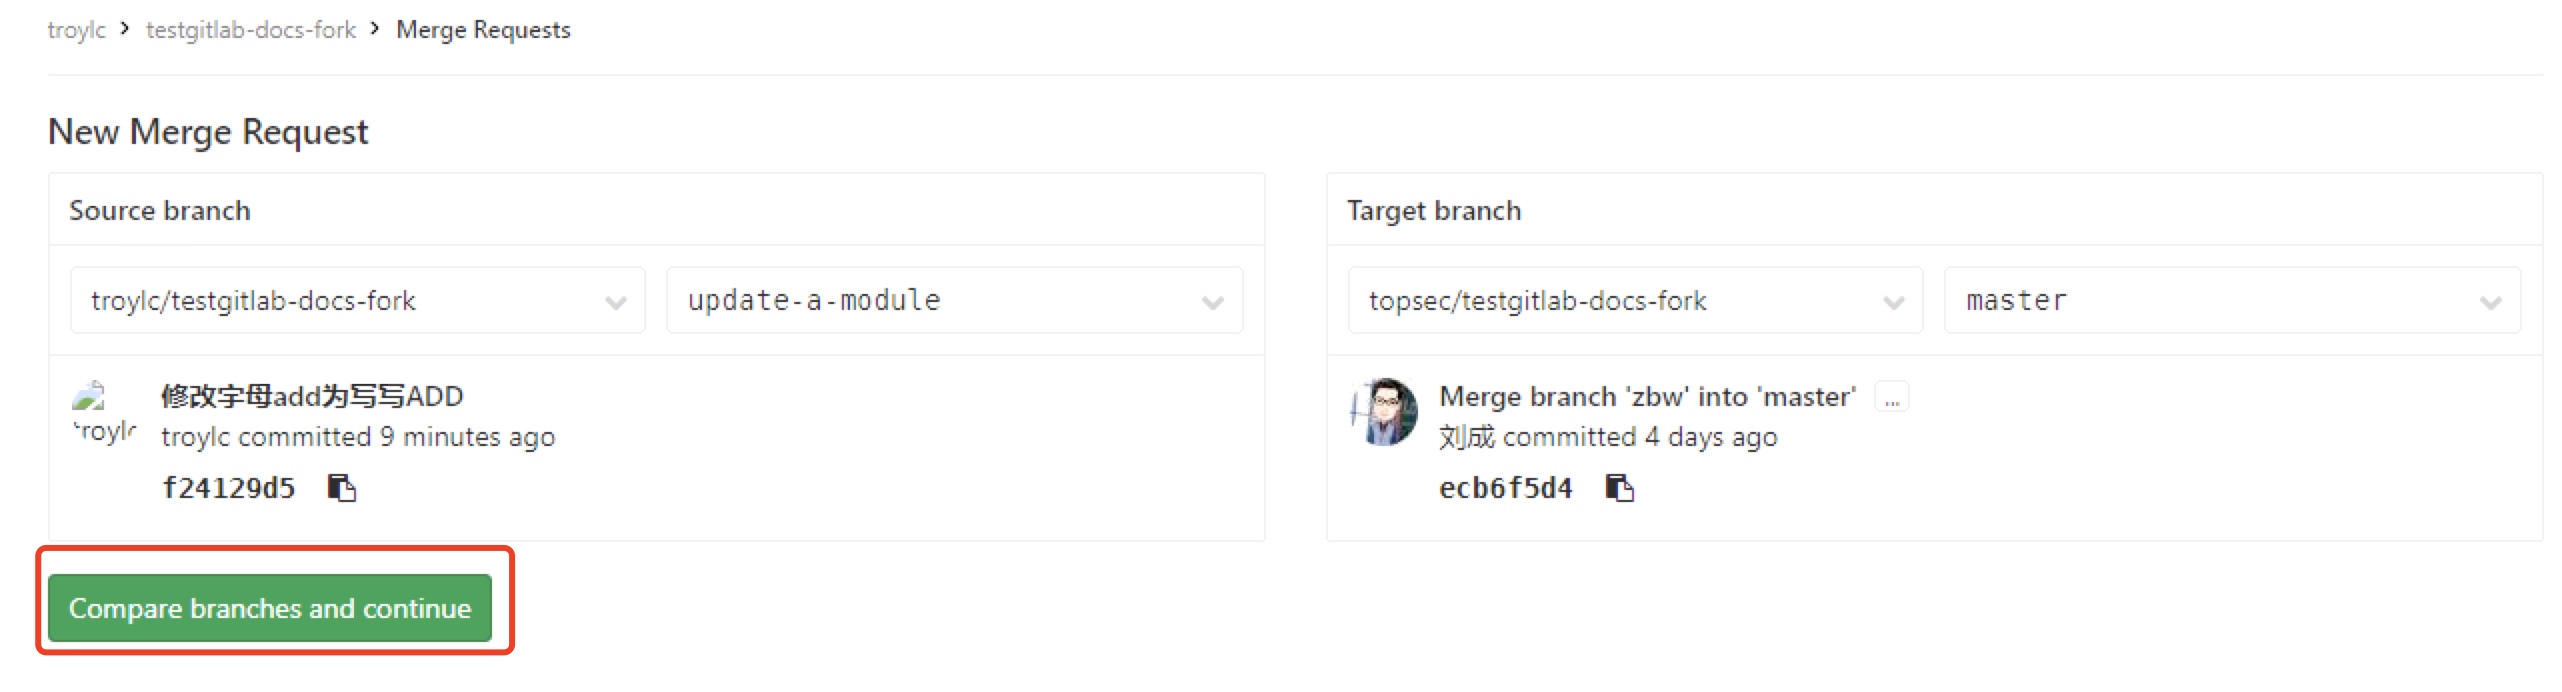 troylc > testgitlab-docs-fork > Merge Requests
New Merge Request
Source branch
troylc/testgitlab-docs-fork
update-a-module
修改字母add为写写ADD
troylc committed 9 minutes ago
f24129d5
Target branch
topsec/testgitlab-docs-fork
master
Merge branch 'zbw' into 'master' ...
刘成 committed 4 days ago
ecb6f5d4
Compare branches and continue